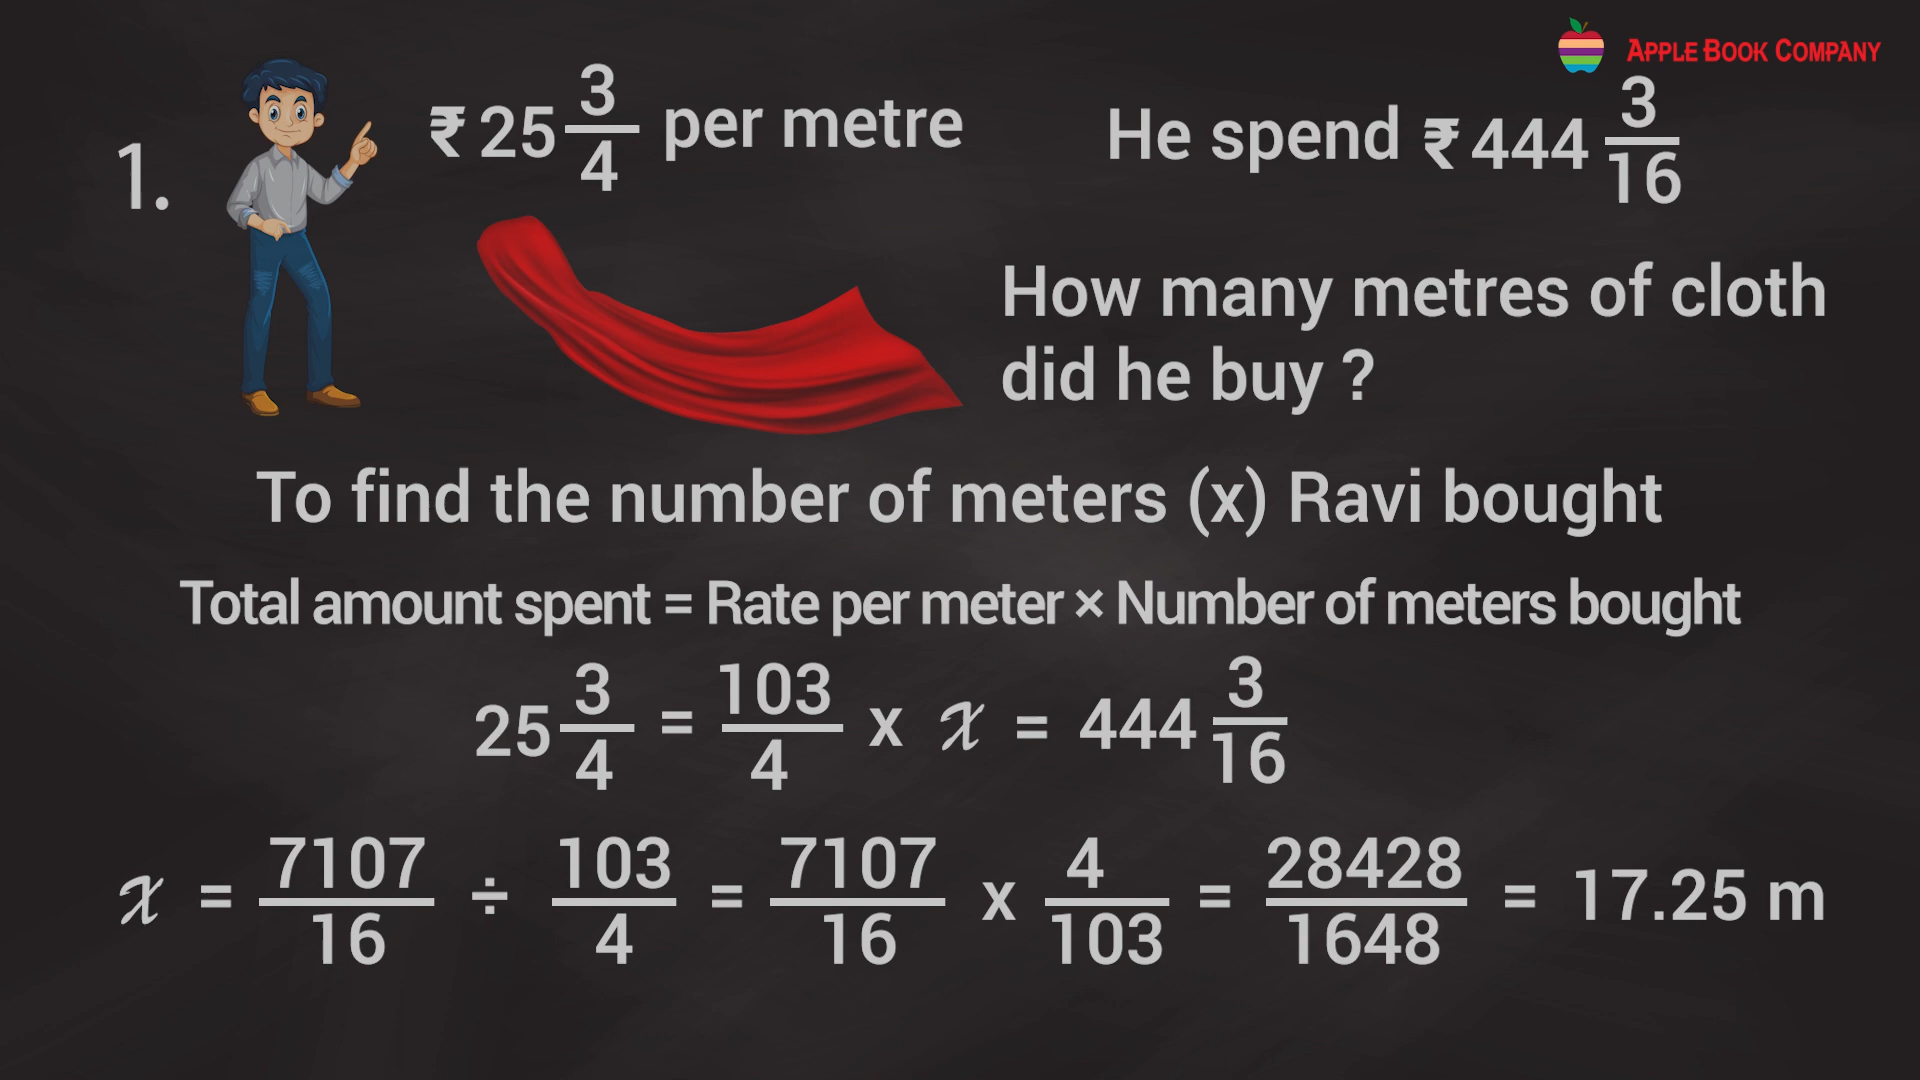 APPLE BOOK COMPANY
1.
₹ 25 3/4 per metre
He spend ₹ 444 3/16
How many metres of cloth
did he buy ?
To find the number of meters (x) Ravi bought
Total amount spent = Rate per meter × Number of meters bought
25 3/4 = 103/4 x x = 444 3/16
x = 7107/16 ÷ 103/4 = 7107/16 x 4/103 = 28428/1648 = 17.25 m